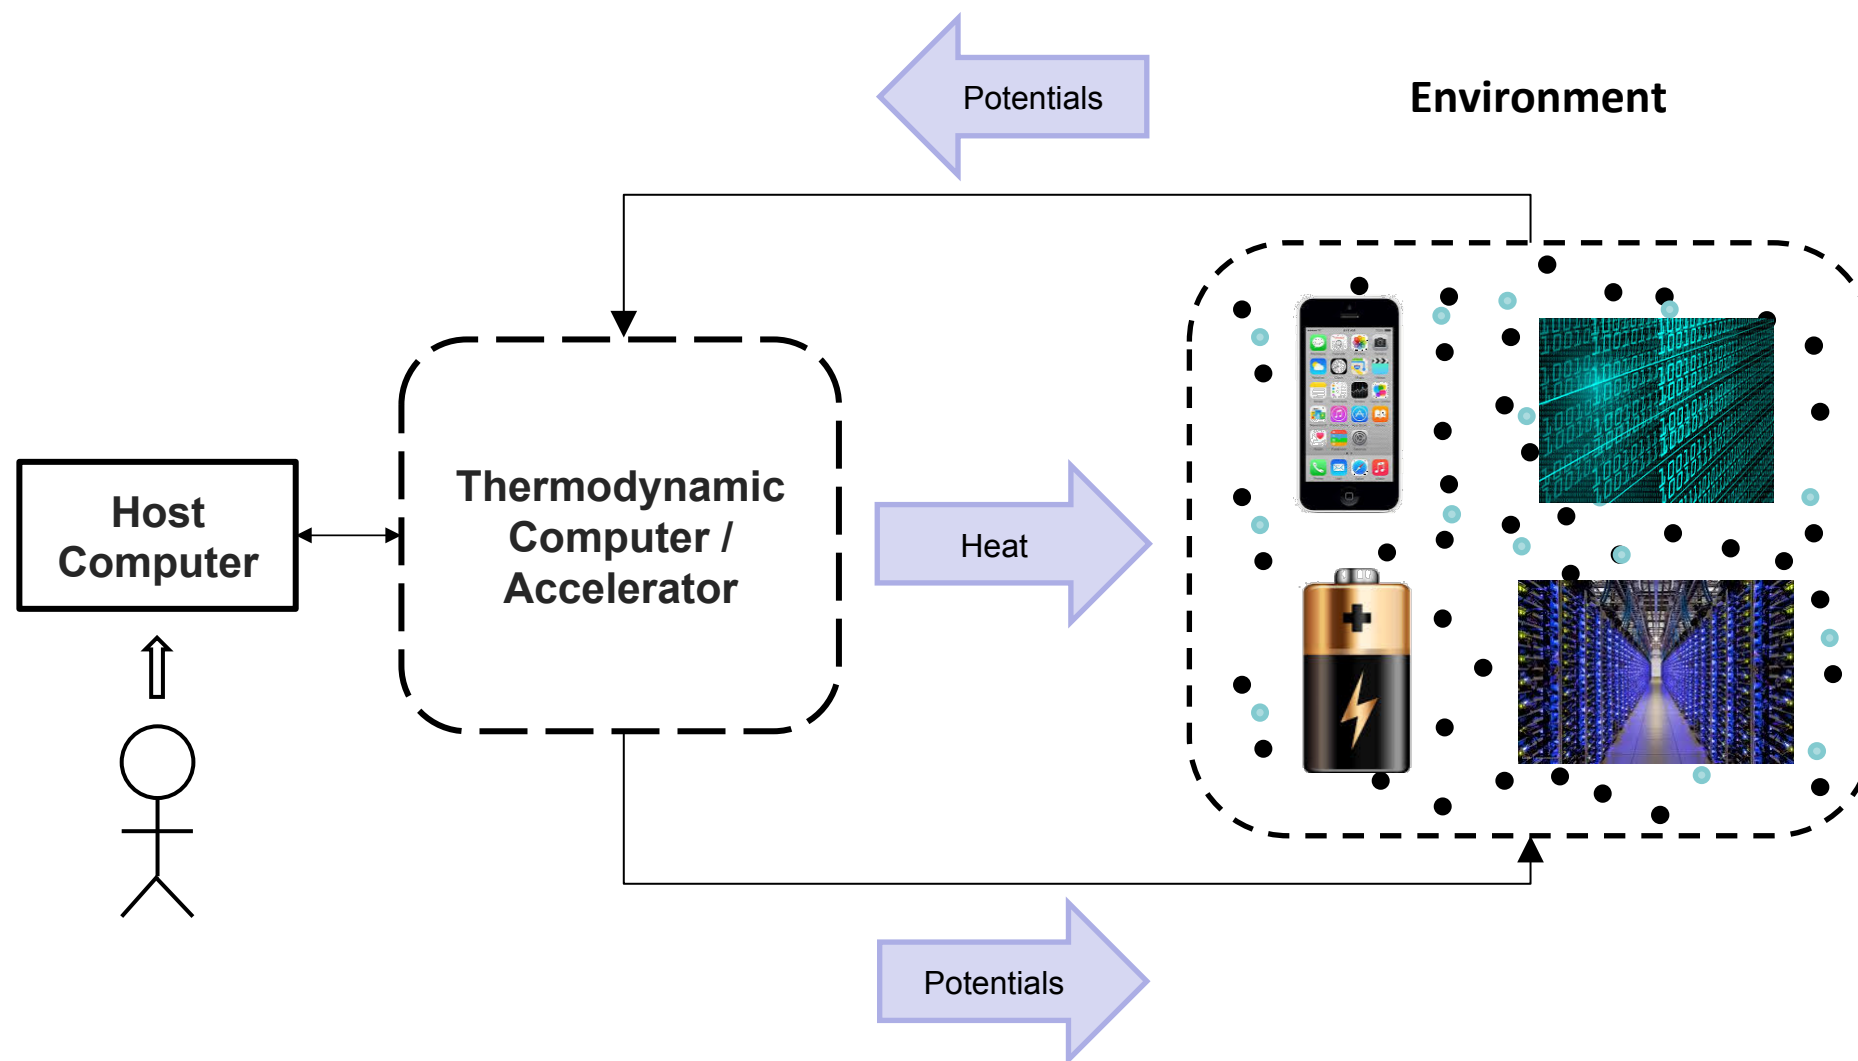 Potentials
Environment
Host
Computer
Thermodynamic
Computer /
Accelerator
Heat
Potentials